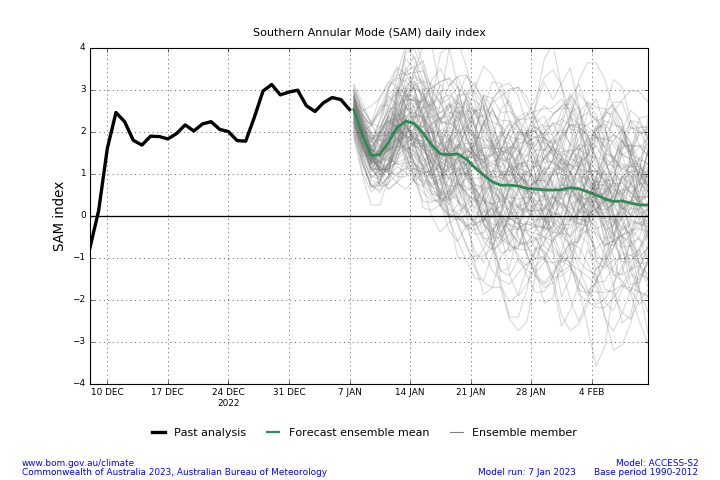 Southern Annular Mode (SAM) daily index
SAM index
4
3
2
1
0
−1
−2
−3
−4
10 DEC 17 DEC 24 DEC 31 DEC 7 JAN 14 JAN 21 JAN 28 JAN 4 FEB
2022
Past analysis Forecast ensemble mean Ensemble member
www.bom.gov.au/climate Model: ACCESS-S2
Commonwealth of Australia 2023, Australian Bureau of Meteorology Model run: 7 Jan 2023 Base period 1990-2012